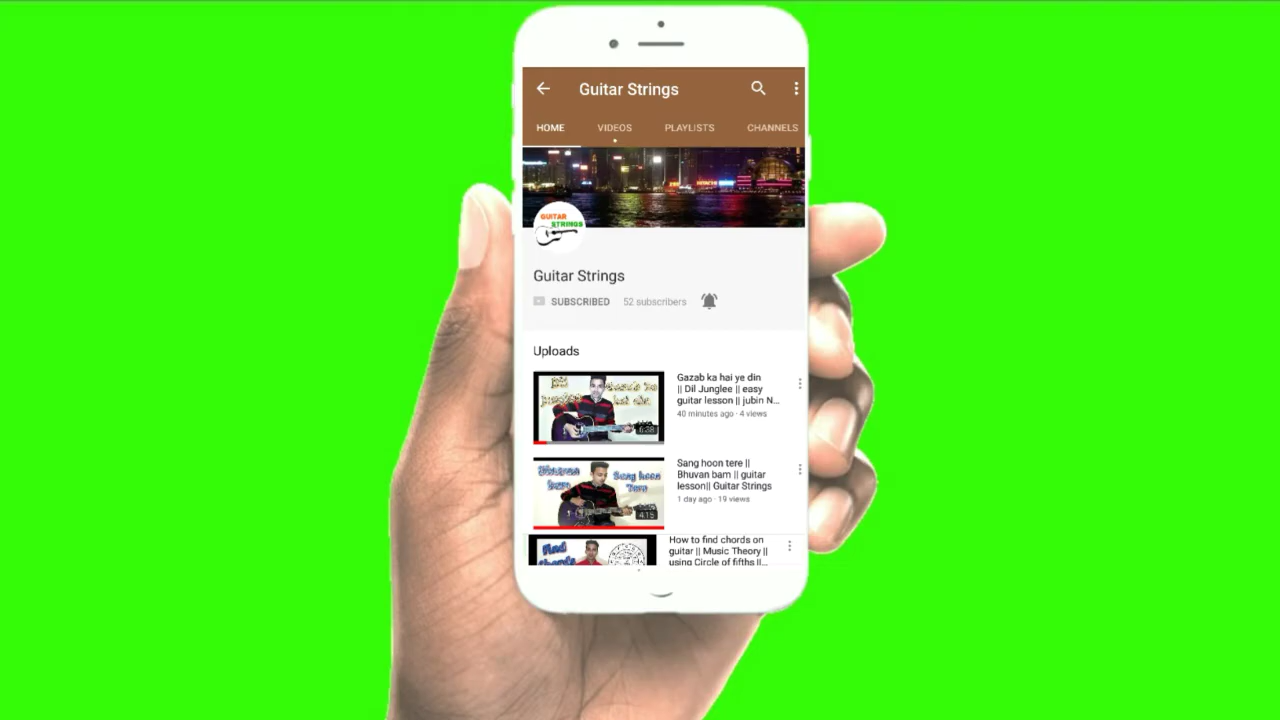 Guitar Strings
HOME VIDEOS PLAYLISTS CHANNELS
GUITAR
STRINGS
Guitar Strings
SUBSCRIBED 52 subscribers
Uploads
Gazab ka hai ye din
|| Dil Junglee || easy
guitar lesson || jubin N...
40 minutes ago · 4 views
6:38
Bhuvan
bam
Sang hoon
Tere
Sang hoon tere ||
Bhuvan bam || guitar
lesson|| Guitar Strings
1 day ago · 19 views
4:15
Find
chords
How to find chords on
guitar || Music Theory ||
using Circle of fifths ||...